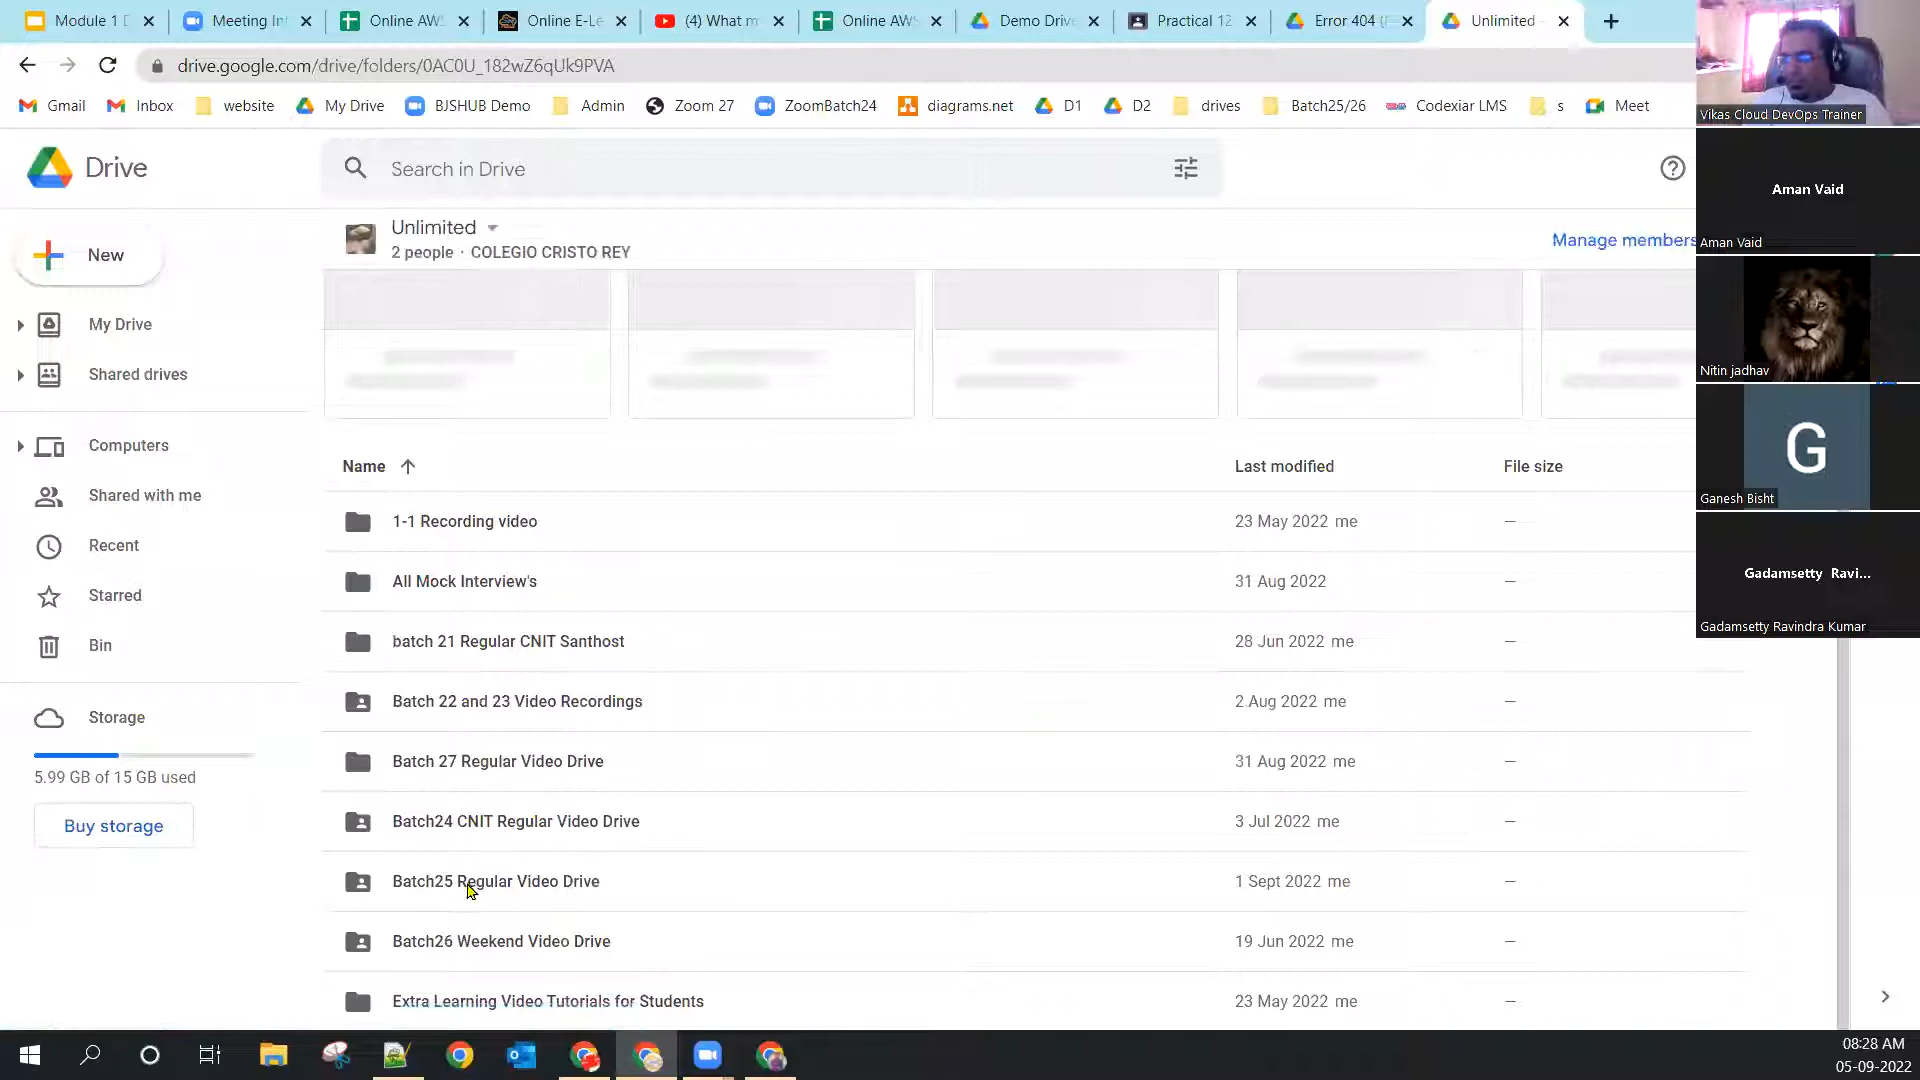 Module 1 D
Meeting In
Online AW
Online E-Le
(4) What m
Online AW
Demo Drive
Practical 12
Error 404 (
Unlimited
drive.google.com/drive/folders/0AC0U_182wZ6qUk9PVA
Gmail
Inbox
website
My Drive
BJSHUB Demo
Admin
Zoom 27
ZoomBatch24
diagrams.net
D1
D2
drives
Batch25/26
Codexiar LMS
s
Meet
Vikas Cloud DevOps Trainer
Drive
Search in Drive
Aman Vaid
Aman Vaid
New
Unlimited
2 people · COLEGIO CRISTO REY
Manage members
My Drive
Shared drives
Computers
Shared with me
Recent
Starred
Bin
Storage
5.99 GB of 15 GB used
Buy storage
Nitin jadhav
G
Ganesh Bisht
Gadamsetty Ravi...
Gadamsetty Ravindra Kumar
Name Last modified File size
1-1 Recording video 23 May 2022 me –
All Mock Interview's 31 Aug 2022 –
batch 21 Regular CNIT Santhost 28 Jun 2022 me –
Batch 22 and 23 Video Recordings 2 Aug 2022 me –
Batch 27 Regular Video Drive 31 Aug 2022 me –
Batch24 CNIT Regular Video Drive 3 Jul 2022 me –
Batch25 Regular Video Drive 1 Sept 2022 me –
Batch26 Weekend Video Drive 19 Jun 2022 me –
Extra Learning Video Tutorials for Students 23 May 2022 me –
08:28 AM
05-09-2022